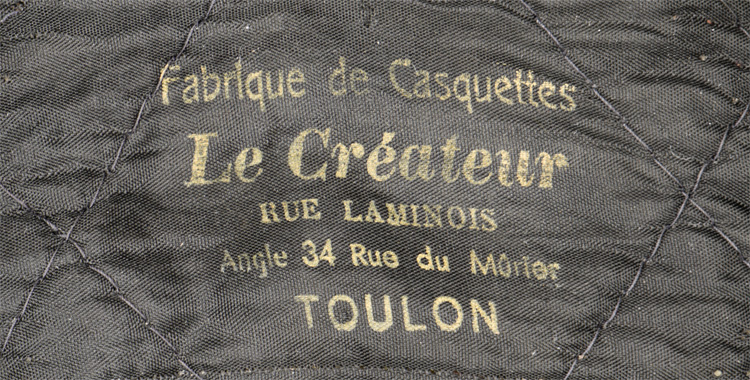 Fabrique de Casquettes
Le Créateur
RUE LAMINOIS
Angle 34 Rue du Mûrier
TOULON